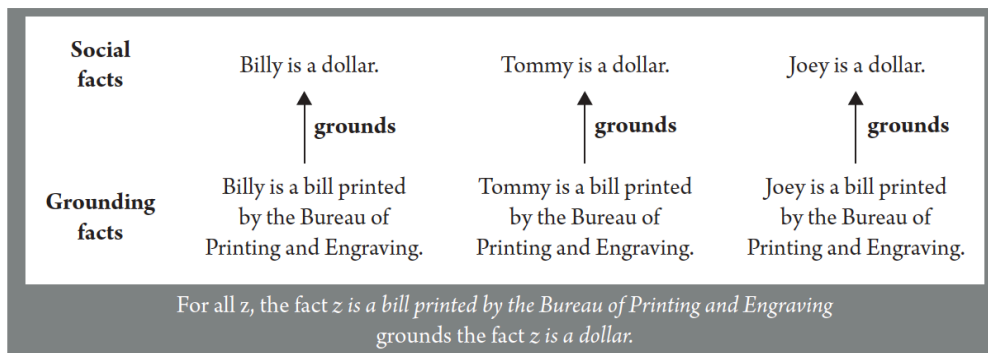 Social
facts
Billy is a dollar.
Tommy is a dollar.
Joey is a dollar.
grounds
grounds
grounds
Grounding
facts
Billy is a bill printed
by the Bureau of
Printing and Engraving.
Tommy is a bill printed
by the Bureau of
Printing and Engraving.
Joey is a bill printed
by the Bureau of
Printing and Engraving.
For all z, the fact z is a bill printed by the Bureau of Printing and Engraving
grounds the fact z is a dollar.